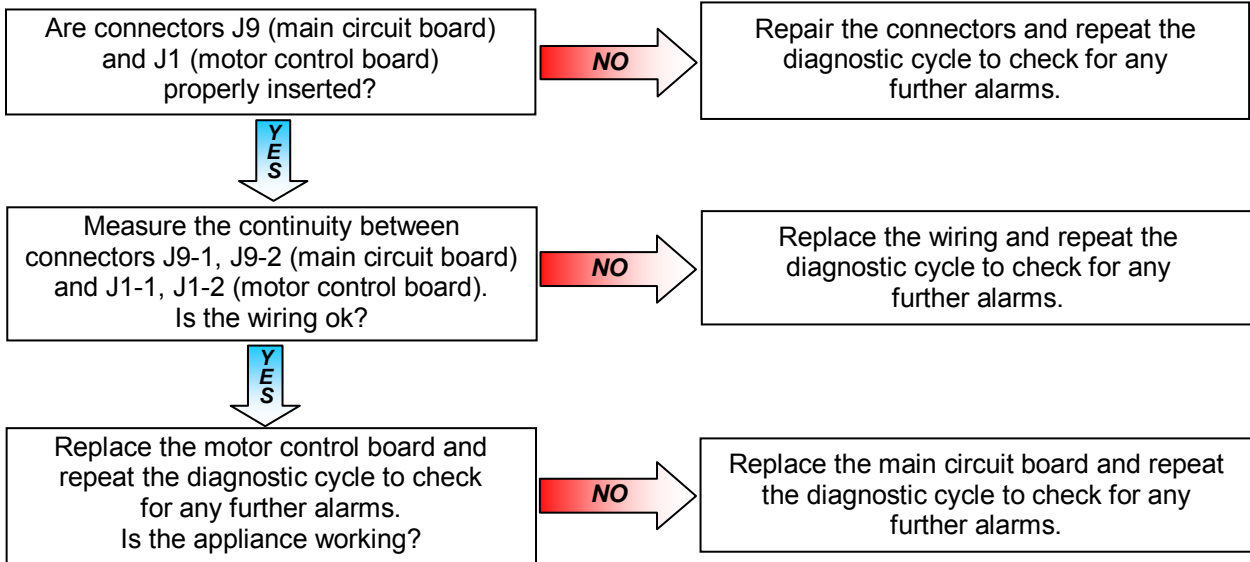 Are connectors J9 (main circuit board)
and J1 (motor control board)
properly inserted?
NO
Repair the connectors and repeat the
diagnostic cycle to check for any
further alarms.
YES
Measure the continuity between
connectors J9-1, J9-2 (main circuit board)
and J1-1, J1-2 (motor control board).
Is the wiring ok?
NO
Replace the wiring and repeat the
diagnostic cycle to check for any
further alarms.
YES
Replace the motor control board and
repeat the diagnostic cycle to check
for any further alarms.
Is the appliance working?
NO
Replace the main circuit board and repeat
the diagnostic cycle to check for any
further alarms.